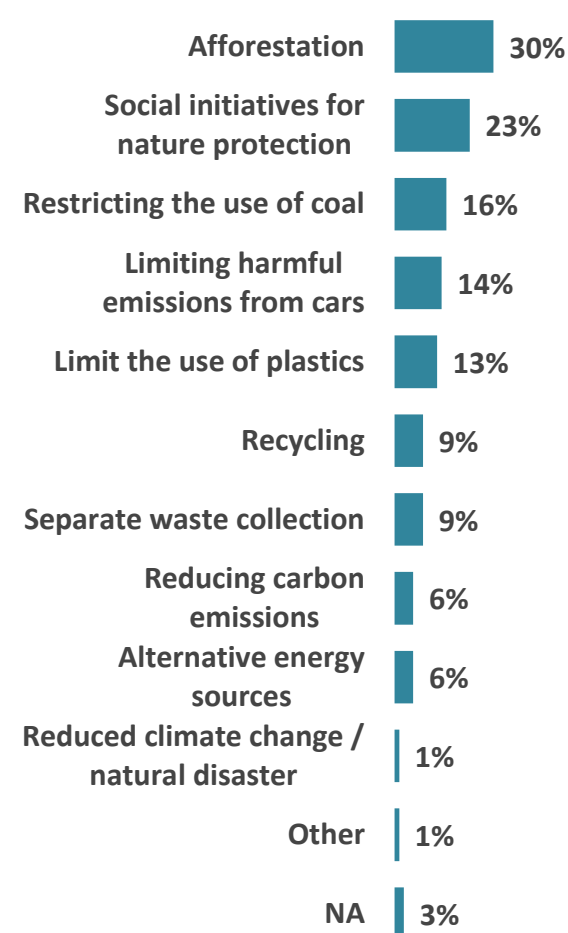 Afforestation 30%
Social initiatives for
nature protection 23%
Restricting the use of coal 16%
Limiting harmful
emissions from cars 14%
Limit the use of plastics 13%
Recycling 9%
Separate waste collection 9%
Reducing carbon
emissions 6%
Alternative energy
sources 6%
Reduced climate change /
natural disaster 1%
Other 1%
NA 3%